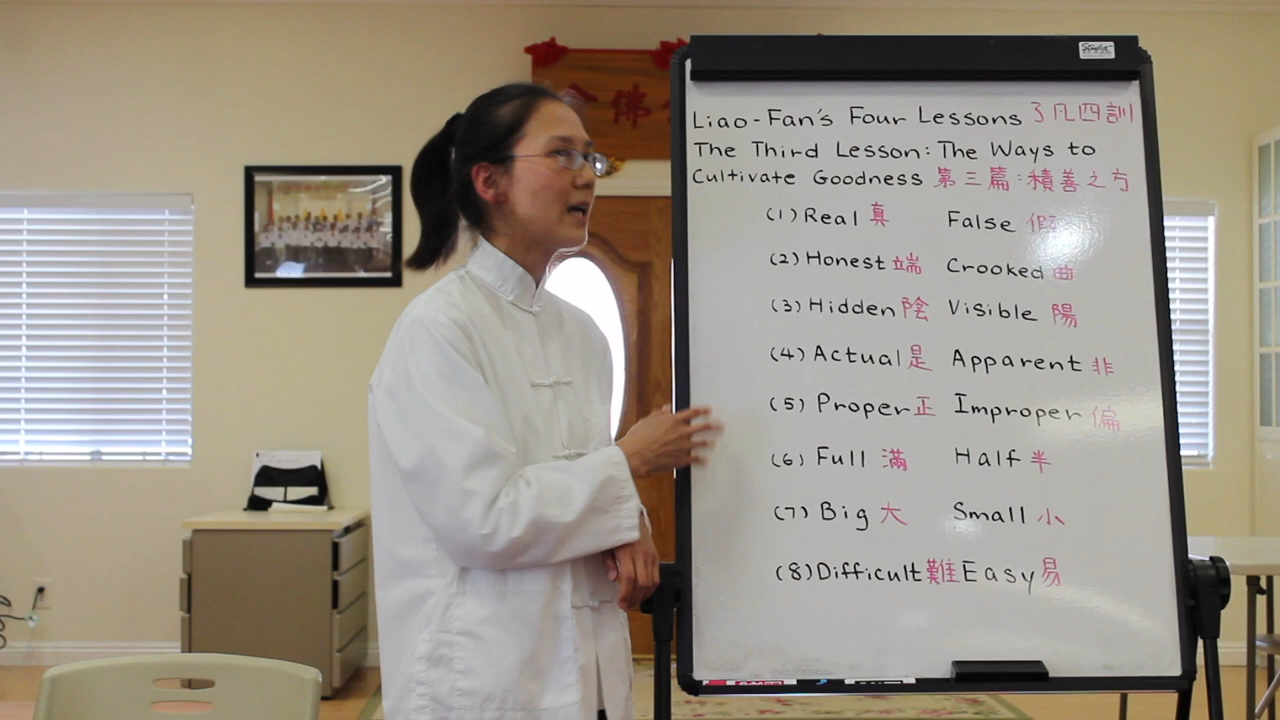 佛
Liao-Fan's Four Lessons 了凡四訓
The Third Lesson: The Ways to
Cultivate Goodness 第三篇:積善之方
(1) Real 真 False 假
(2) Honest 端 Crooked 曲
(3) Hidden 陰 Visible 陽
(4) Actual 是 Apparent 非
(5) Proper 正 Improper 偏
(6) Full 滿 Half 半
(7) Big 大 Small 小
(8) Difficult 難 Easy 易